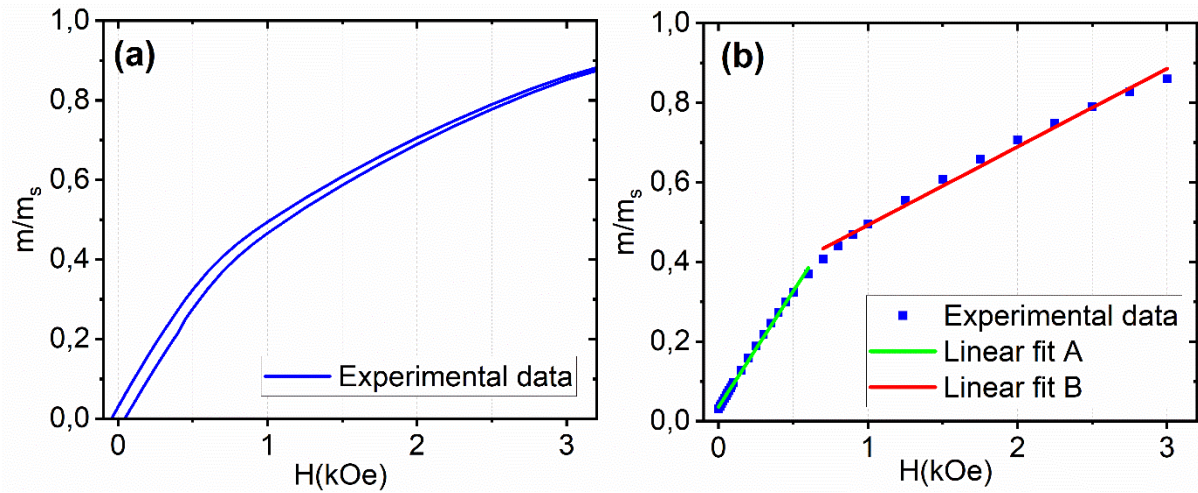 (a)
1,0
0,8
0,6
0,4
0,2
0,0
m/ms
0 1 2 3
H(kOe)
Experimental data
(b)
1,0
0,8
0,6
0,4
0,2
0,0
m/ms
0 1 2 3
H(kOe)
Experimental data
Linear fit A
Linear fit B